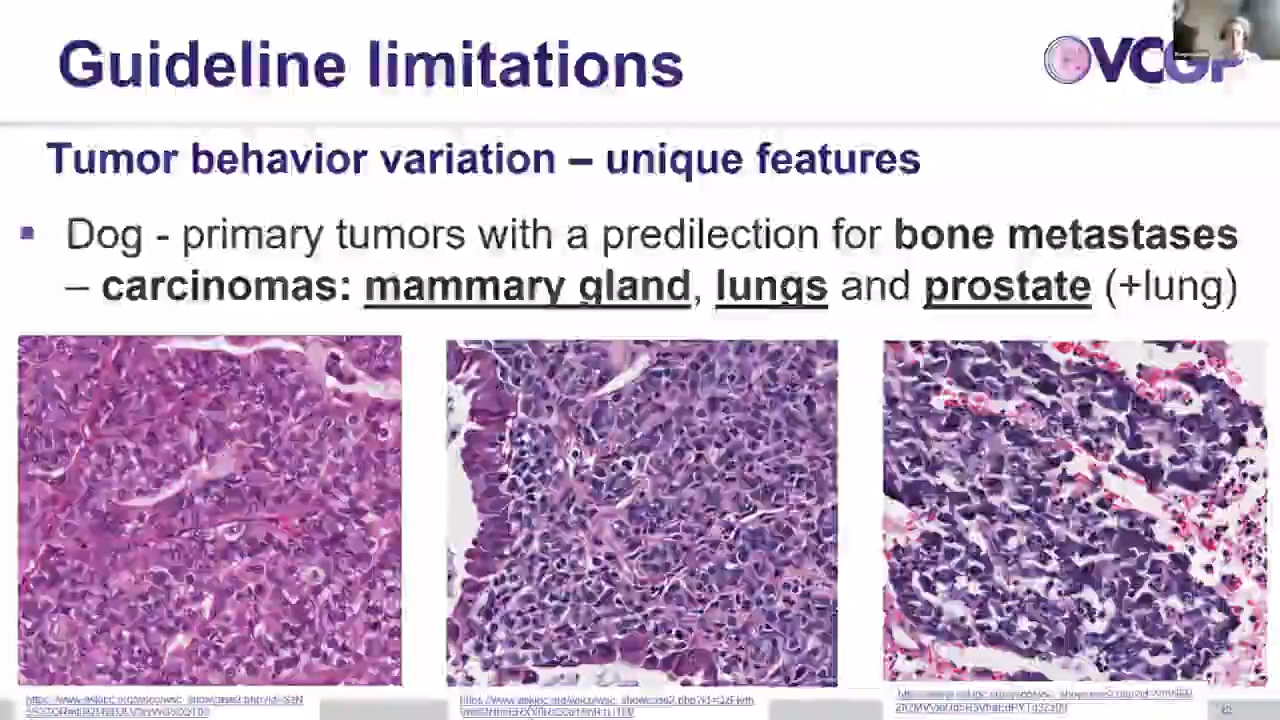 Guideline limitations
OVCGP
Tumor behavior variation – unique features
▪ Dog - primary tumors with a predilection for bone metastases
– carcinomas: mammary gland, lungs and prostate (+lung)